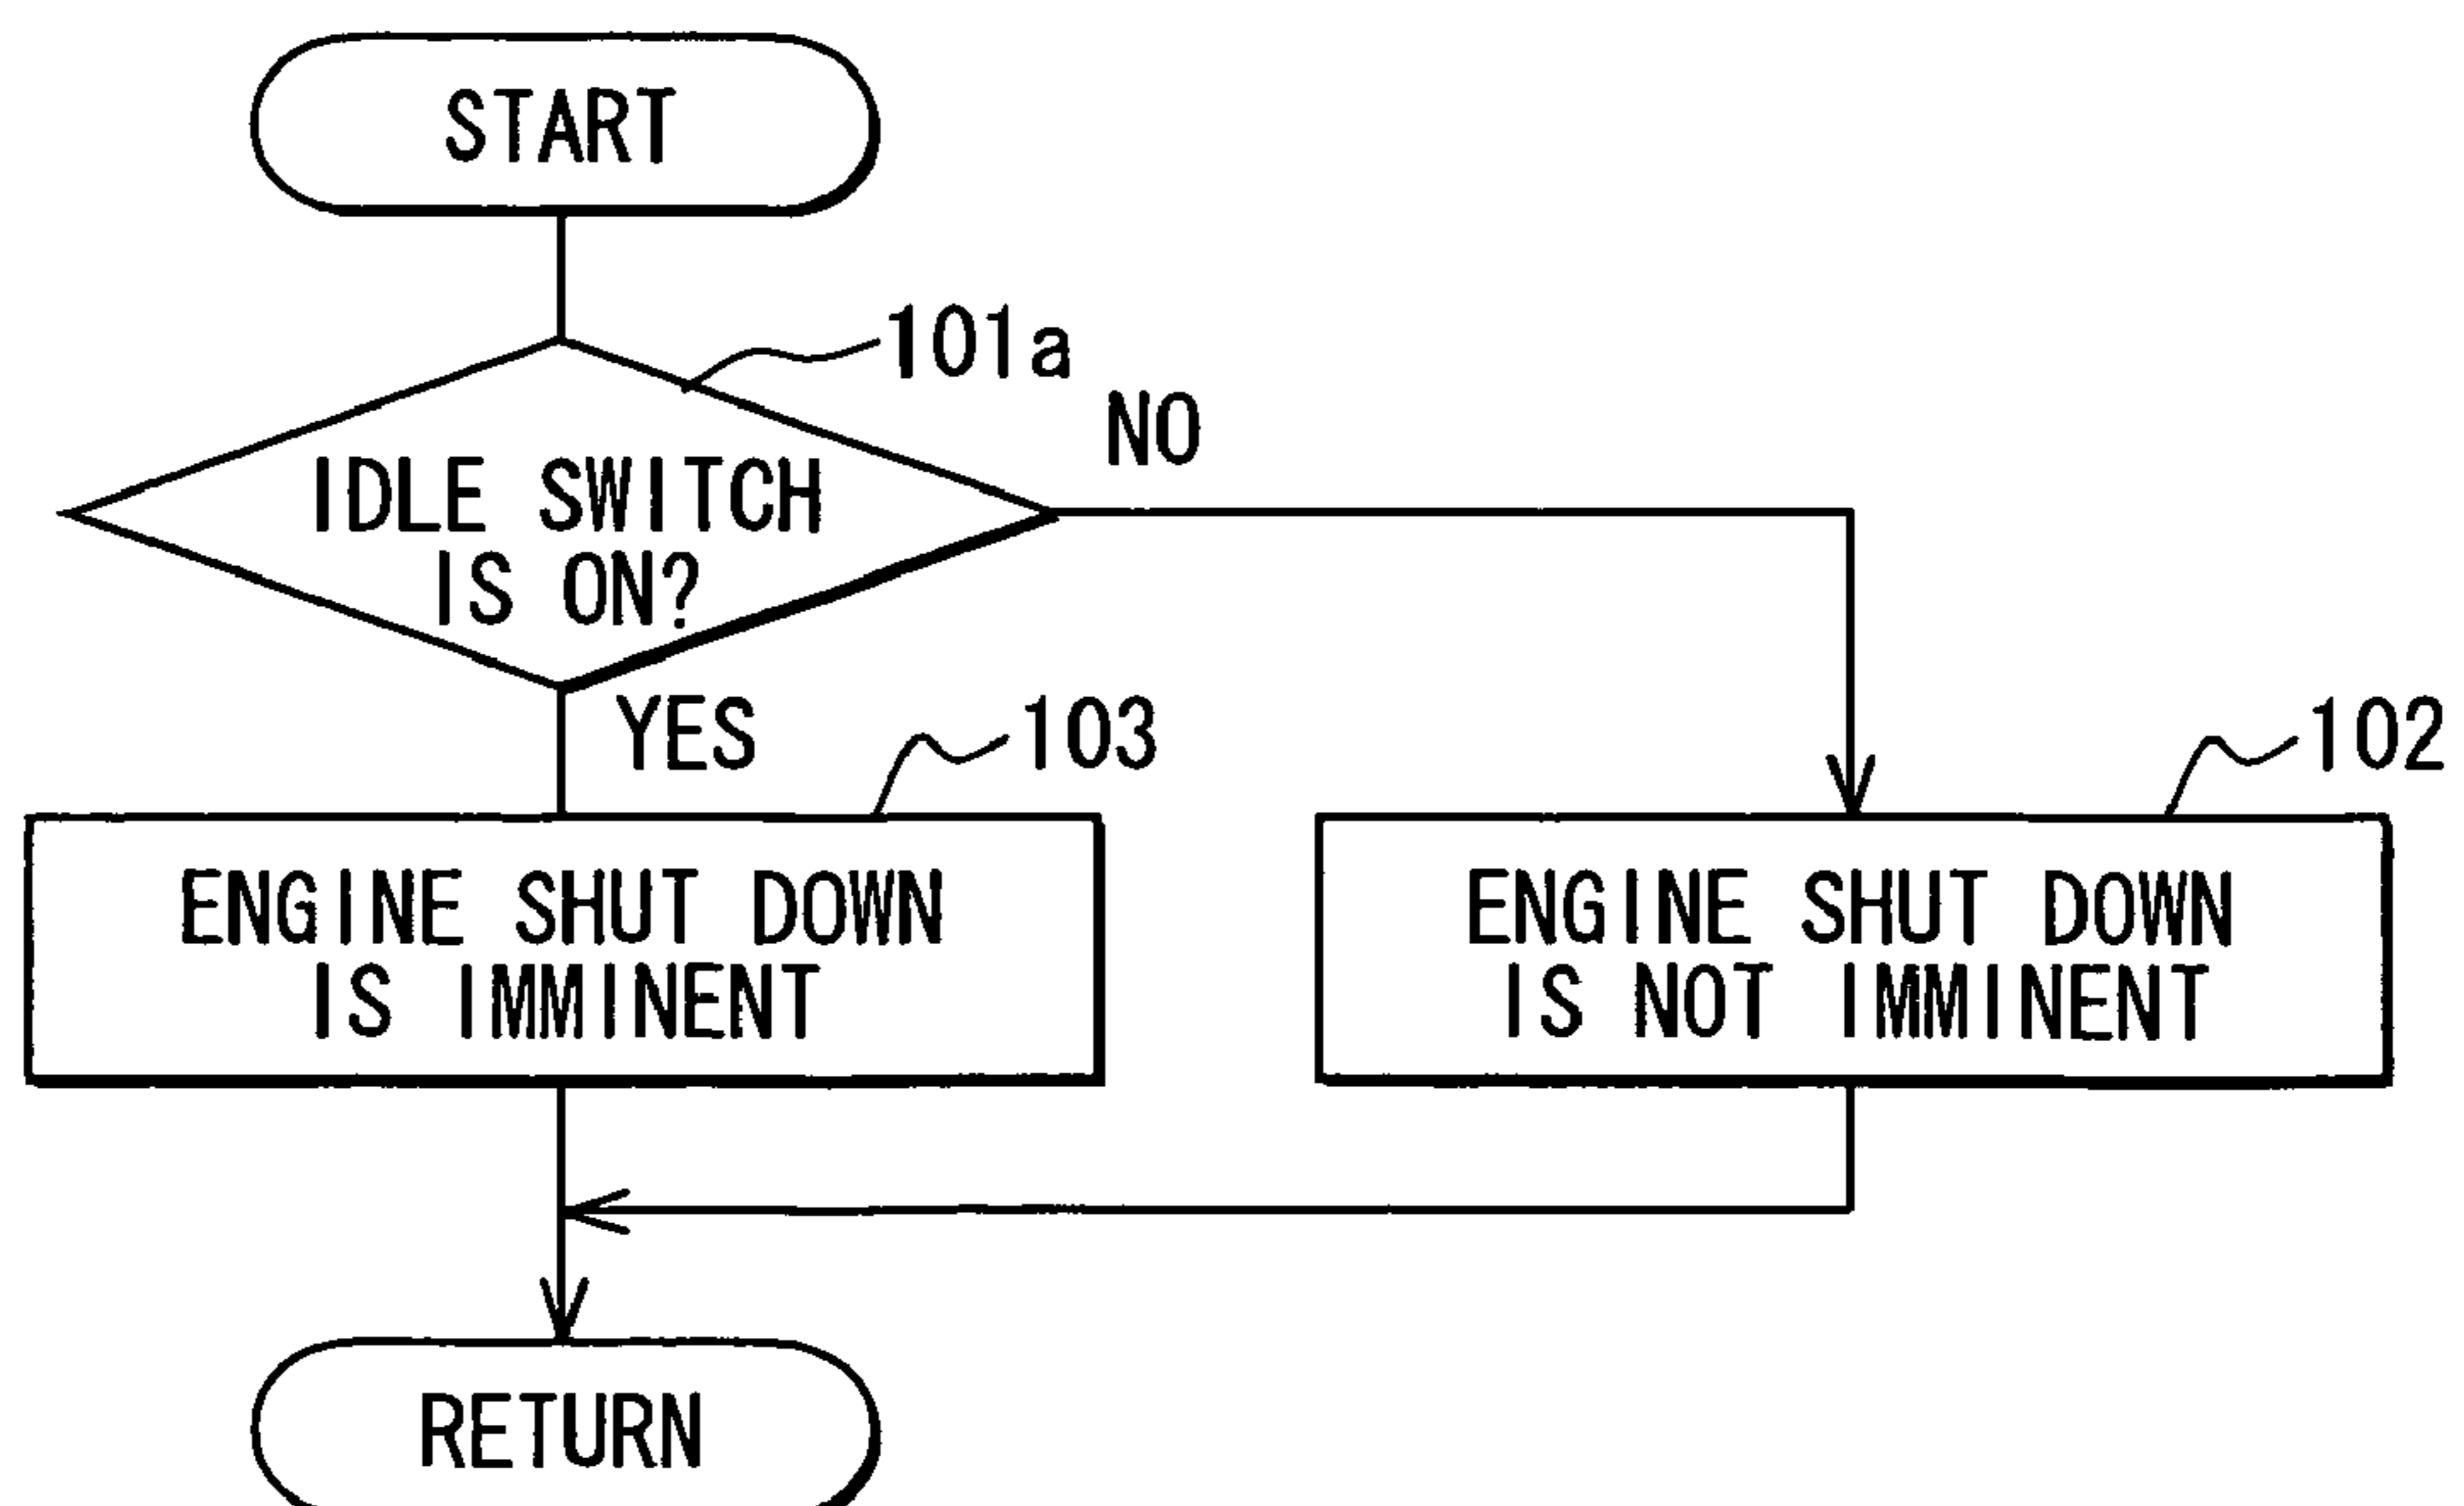 START
101a
NO
IDLE SWITCH
IS ON?
YES
103
102
ENGINE SHUT DOWN
IS IMMINENT
ENGINE SHUT DOWN
IS NOT IMMINENT
RETURN